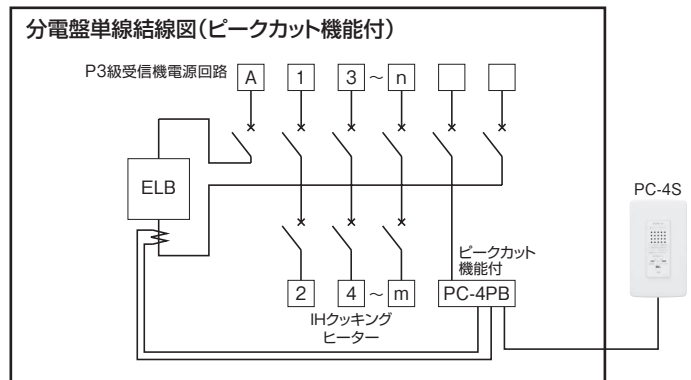 分電盤単線結線図(ピークカット機能付)
P3級受信機電源回路
A
1
3～n
ELB
PC-4S
ピークカット
機能付
2
4～m
PC-4PB
IHクッキング
ヒーター